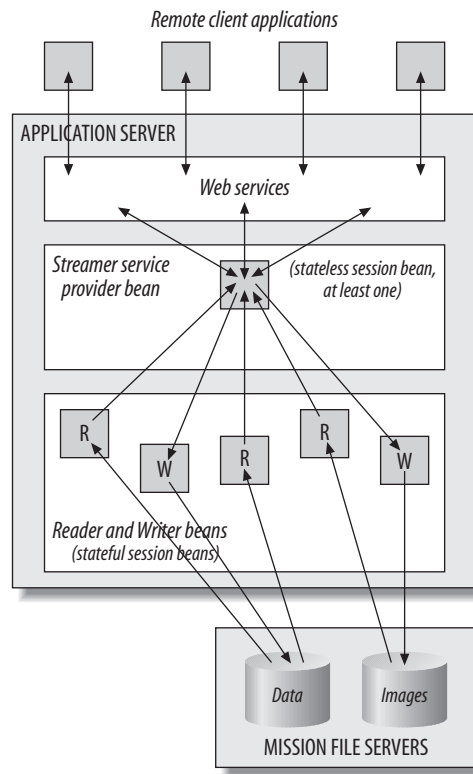 Remote client applications
APPLICATION SERVER
Web services
Streamer service
provider bean
(stateless session bean,
at least one)
R
W
R
R
W
Reader and Writer beans
(stateful session beans)
Data
Images
MISSION FILE SERVERS